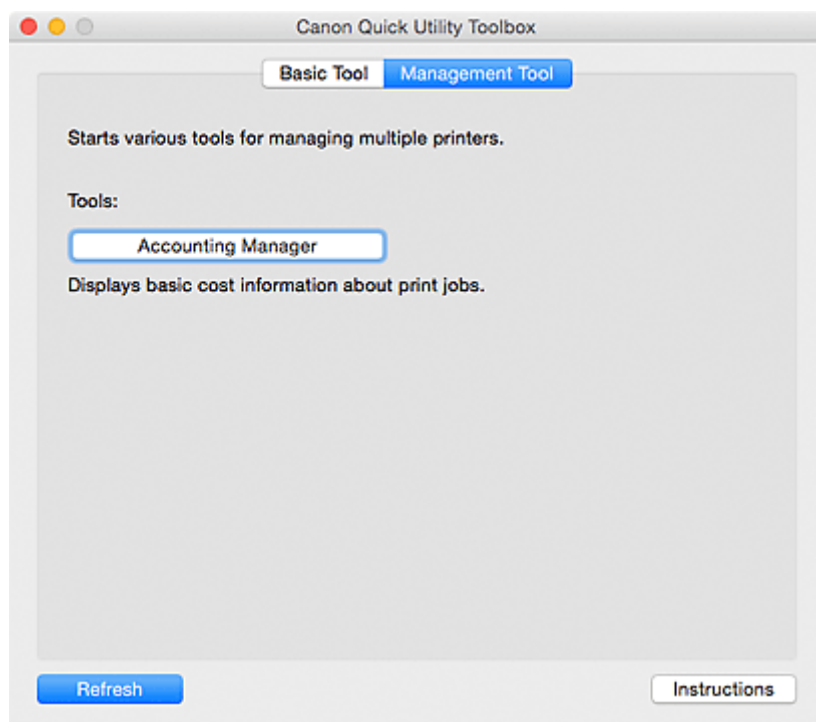 Canon Quick Utility Toolbox
Basic Tool Management Tool
Starts various tools for managing multiple printers.
Tools:
Accounting Manager
Displays basic cost information about print jobs.
Refresh Instructions